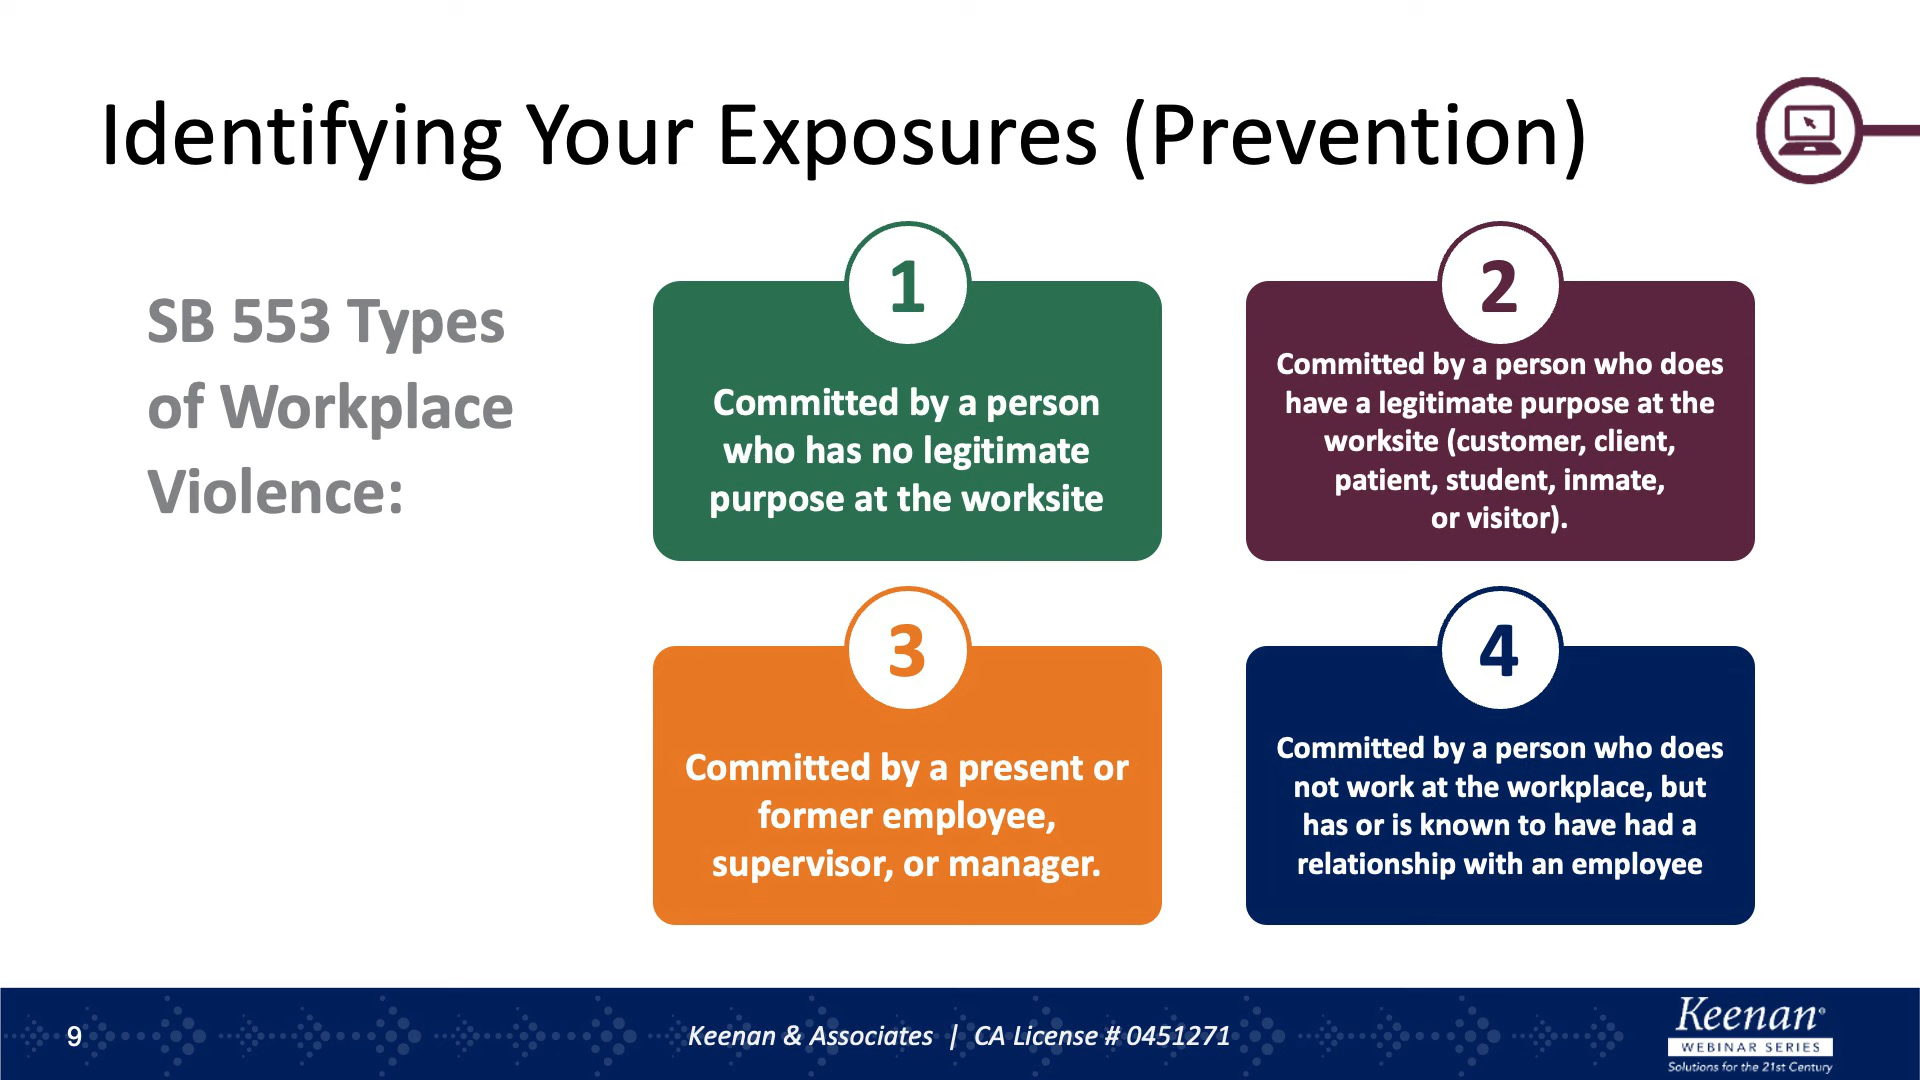 Identifying Your Exposures (Prevention)
SB 553 Types
of Workplace
Violence:
1
Committed by a person
who has no legitimate
purpose at the worksite
2
Committed by a person who does
have a legitimate purpose at the
worksite (customer, client,
patient, student, inmate,
or visitor).
3
Committed by a present or
former employee,
supervisor, or manager.
4
Committed by a person who does
not work at the workplace, but
has or is known to have had a
relationship with an employee
9
Keenan & Associates | CA License # 0451271
Keenan®
WEBINAR SERIES
Solutions for the 21st Century